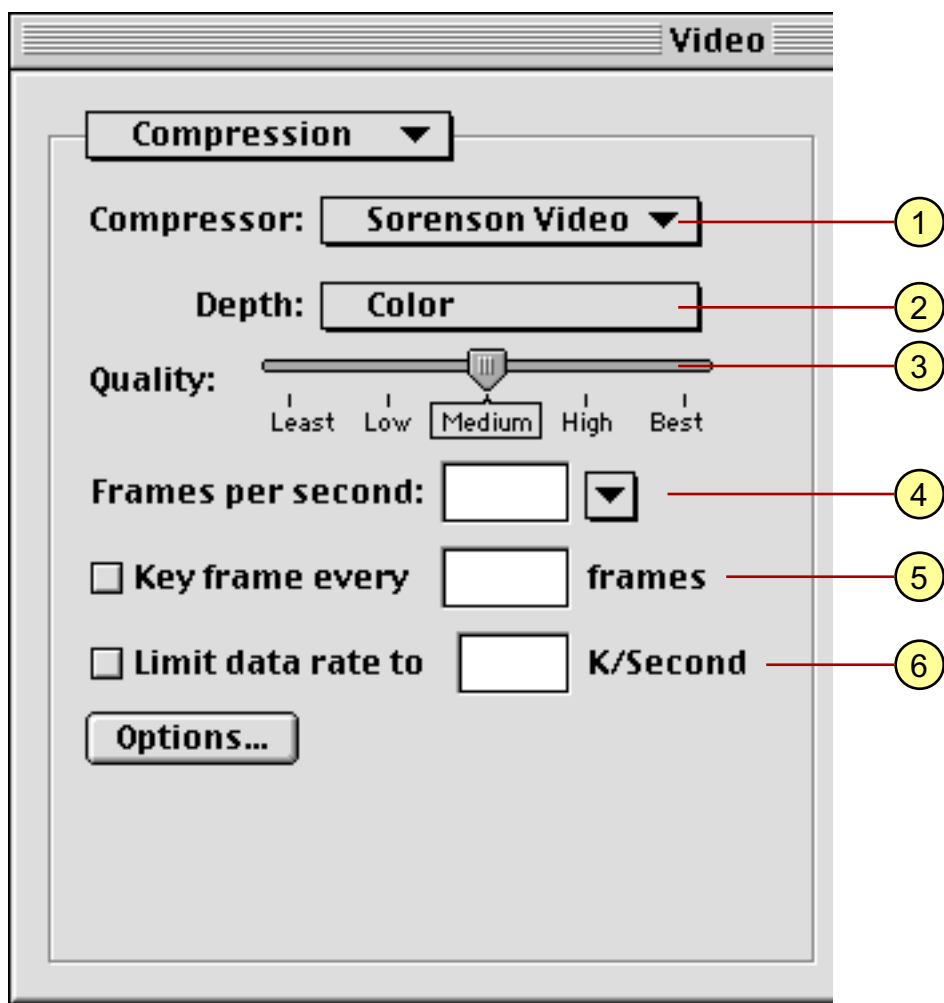 Video
Compression
Compressor: Sorenson Video 1
Depth: Color 2
Quality: 3
Least Low Medium High Best
Frames per second: 4
Key frame every frames 5
Limit data rate to K/Second 6
Options...